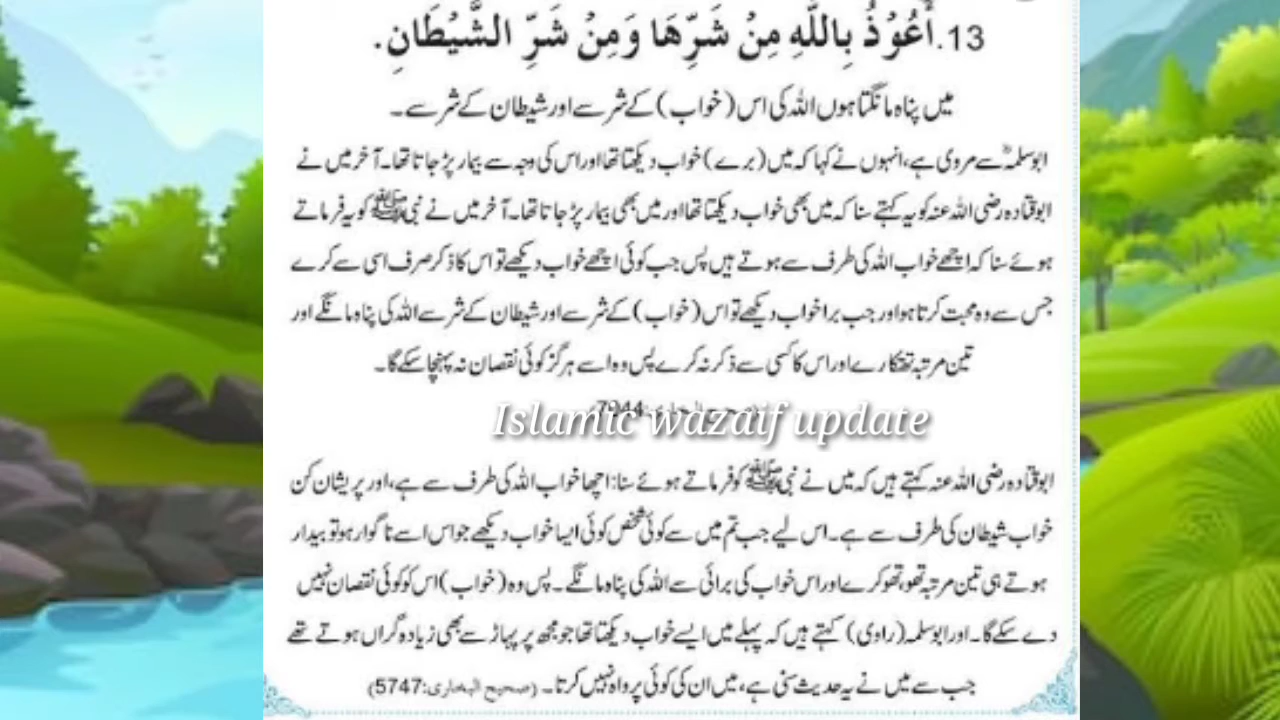 13. أَعُوْذُ بِاللّٰهِ مِنْ شَرِّهَا وَمِنْ شَرِّ الشَّيْطَانِ.
میں پناہ مانگتا ہوں اللہ کی اس (خواب) کے شر سے اور شیطان کے شر سے۔
ابوسلمہؓ سے مروی ہے، انہوں نے کہا کہ میں (برے) خواب دیکھتا تھا اور اس کی وجہ سے بیمار پڑ جاتا تھا۔ آخر میں نے
ابو قتادہ رضی اللہ عنہ کو یہ کہتے سنا کہ میں بھی خواب دیکھتا تھا اور میں بھی بیمار پڑ جاتا تھا۔ آخر میں نے نبی ﷺ کو یہ فرماتے
ہوئے سنا کہ اچھے خواب اللہ کی طرف سے ہوتے ہیں پس جب کوئی اچھے خواب دیکھے تو اس کا ذکر صرف اسی سے کرے
جس سے وہ محبت کرتا ہو اور جب برا خواب دیکھے تو اس (خواب) کے شر سے اور شیطان کے شر سے اللہ کی پناہ مانگے اور
تین مرتبہ تھتکارے اور اس کا کسی سے ذکر نہ کرے پس وہ اسے ہرگز کوئی نقصان نہ پہنچا سکے گا۔
Islamic wazaif update
ابو قتادہ رضی اللہ عنہ کہتے ہیں کہ میں نے نبی ﷺ کو فرماتے ہوئے سنا: اچھا خواب اللہ کی طرف سے ہے، اور پریشان کن
خواب شیطان کی طرف سے ہے۔ اس لیے جب تم میں سے کوئی شخص کوئی ایسا خواب دیکھے جو اس اسے ناگوار ہو تو بیدار
ہوتے ہی تین مرتبہ تھو تھو کرے اور اس خواب کی برائی سے اللہ کی پناہ مانگے۔ پس وہ (خواب) اس کو کوئی نقصان نہیں
دے سکے گا۔ اور ابوسلمہ (راوی) کہتے ہیں کہ پہلے میں ایسے خواب دیکھتا تھا جو مجھ پر پہاڑ سے بھی زیادہ گراں ہوتے تھے
جب سے میں نے یہ حدیث سنی ہے، میں ان کی کوئی پرواہ نہیں کرتا۔ (صحیح البخاری:5747)